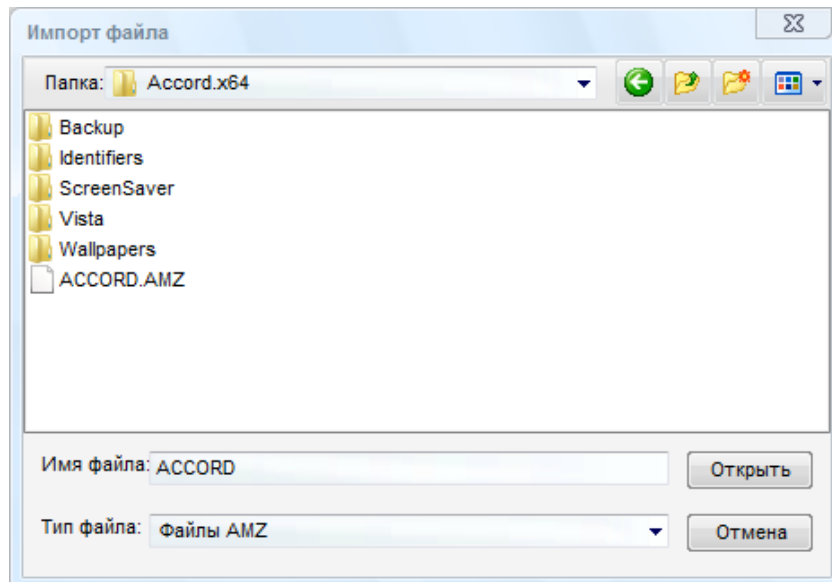 Импорт файла
Папка: Accord.x64
Backup
Identifiers
ScreenSaver
Vista
Wallpapers
ACCORD.AMZ
Имя файла: ACCORD
Открыть
Тип файла: Файлы AMZ
Отмена